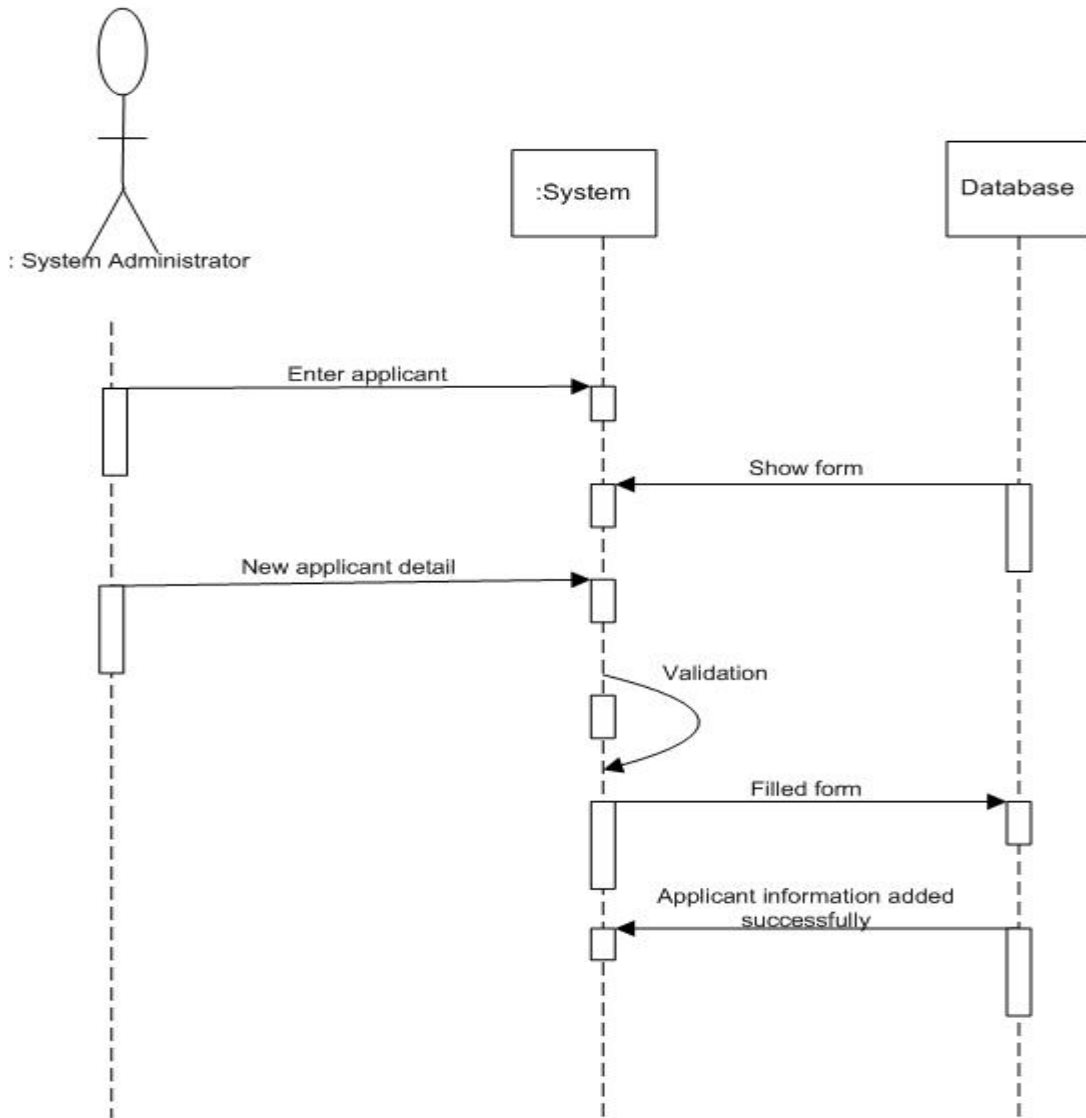 :System
Database
: System Administrator
Enter applicant
Show form
New applicant detail
Validation
Filled form
Applicant information added
successfully